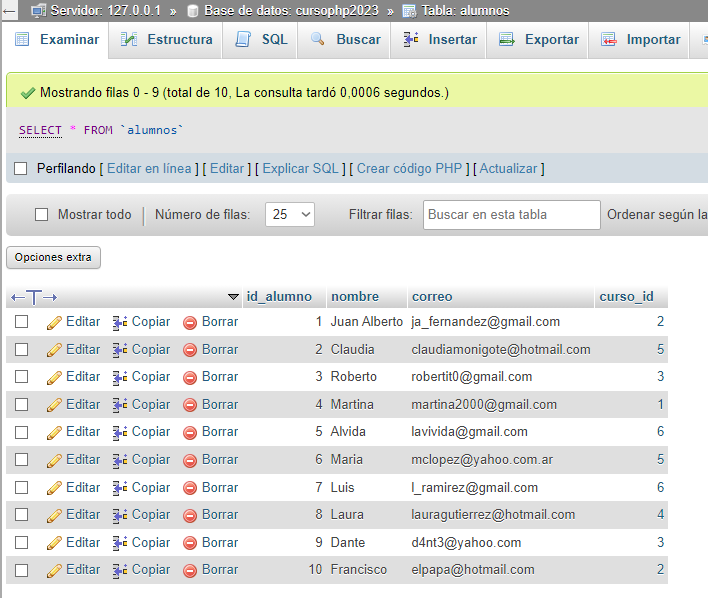 Servidor: 127.0.0.1 » Base de datos: cursophp2023 » Tabla: alumnos
Examinar Estructura SQL Buscar Insertar Exportar Importar
Mostrando filas 0 - 9 (total de 10, La consulta tardó 0,0006 segundos.)
SELECT * FROM `alumnos`
Perfilando [ Editar en línea ] [ Editar ] [ Explicar SQL ] [ Crear código PHP ] [ Actualizar ]
Mostrar todo | Número de filas: 25 Filtrar filas: Buscar en esta tabla Ordenar según la
Opciones extra
←T→ id_alumno nombre correo curso_id
Editar Copiar Borrar 1 Juan Alberto ja_fernandez@gmail.com 2
Editar Copiar Borrar 2 Claudia claudiamonigote@hotmail.com 5
Editar Copiar Borrar 3 Roberto robertit0@gmail.com 3
Editar Copiar Borrar 4 Martina martina2000@gmail.com 1
Editar Copiar Borrar 5 Alvida lavivida@gmail.com 6
Editar Copiar Borrar 6 Maria mclopez@yahoo.com.ar 5
Editar Copiar Borrar 7 Luis l_ramirez@gmail.com 6
Editar Copiar Borrar 8 Laura lauragutierrez@hotmail.com 4
Editar Copiar Borrar 9 Dante d4nt3@yahoo.com 3
Editar Copiar Borrar 10 Francisco elpapa@hotmail.com 2